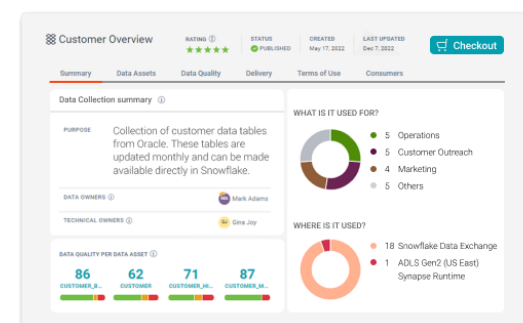 Customer Overview
RATING
STATUS
PUBLISHED
CREATED
May 17, 2022
LAST UPDATED
Dec 7, 2022
Checkout
Summary
Data Assets
Data Quality
Delivery
Terms of Use
Consumers
Data Collection summary
PURPOSE
Collection of customer data tables
from Oracle. These tables are
updated monthly and can be made
available directly in Snowflake.
DATA OWNERS
Mark Adams
TECHNICAL OWNERS
Gina Joy
DATA QUALITY PER DATA ASSET
86
CUSTOMER_B...
62
CUSTOMER
71
CUSTOMER_HI...
87
CUSTOMER_M...
WHAT IS IT USED FOR?
5 Operations
5 Customer Outreach
4 Marketing
5 Others
WHERE IS IT USED?
18 Snowflake Data Exchange
1 ADLS Gen2 (US East)
Synapse Runtime